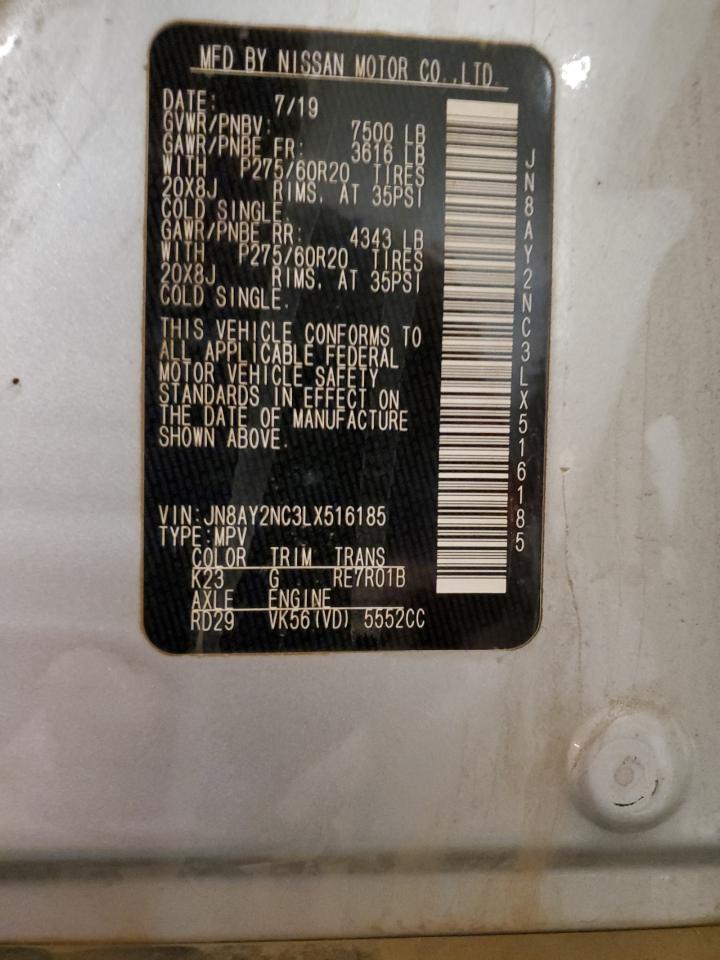 MFD BY NISSAN MOTOR CO.,LTD.
DATE: 7/19
GVWR/PNBV: 7500 LB
GAWR/PNBE FR: 3616 LB
WITH P275/60R20 TIRES
20X8J RIMS. AT 35PSI
COLD SINGLE.
GAWR/PNBE RR: 4343 LB
WITH P275/60R20 TIRES
20X8J RIMS. AT 35PSI
COLD SINGLE.
THIS VEHICLE CONFORMS TO
ALL APPLICABLE FEDERAL
MOTOR VEHICLE SAFETY
STANDARDS IN EFFECT ON
THE DATE OF MANUFACTURE
SHOWN ABOVE.
VIN:JN8AY2NC3LX516185
TYPE:MPV
COLOR TRIM TRANS
K23 G RE7R01B
AXLE ENGINE
RD29 VK56(VD) 5552CC
JN8AY2NC3LX516185